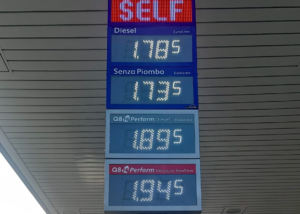 SELF
Diesel
1.785
Senza Piombo
1.735
Q8 Perform
1.895
Q8 Perform
1.945